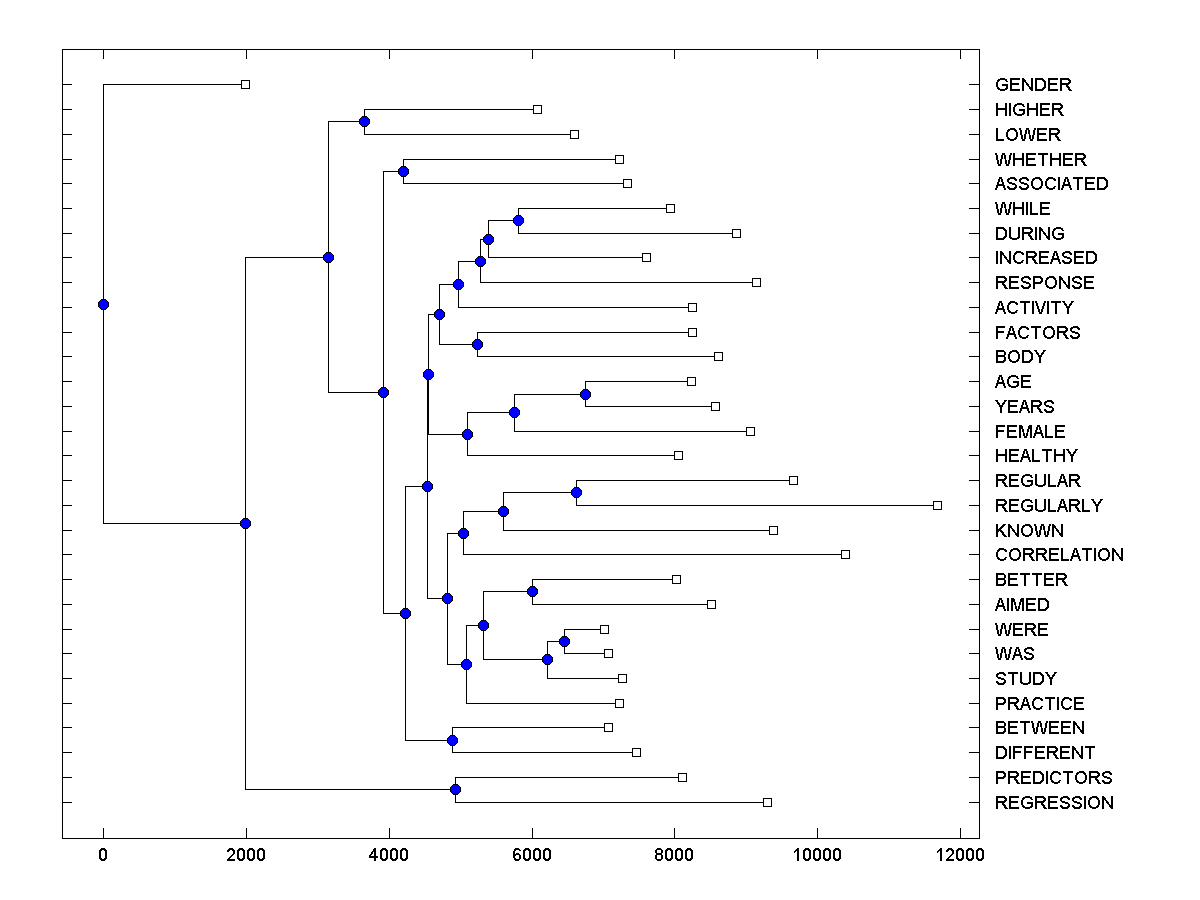 GENDER
HIGHER
LOWER
WHETHER
ASSOCIATED
WHILE
DURING
INCREASED
RESPONSE
ACTIVITY
FACTORS
BODY
AGE
YEARS
FEMALE
HEALTHY
REGULAR
REGULARLY
KNOWN
CORRELATION
BETTER
AIMED
WERE
WAS
STUDY
PRACTICE
BETWEEN
DIFFERENT
PREDICTORS
REGRESSION
0 2000 4000 6000 8000 10000 12000